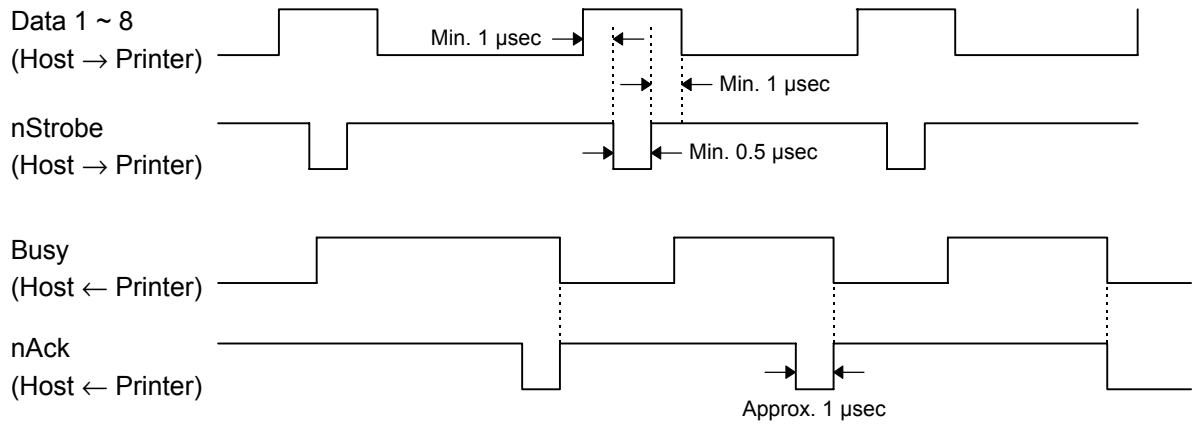 Data 1 ~ 8
(Host → Printer)
Min. 1 µsec
Min. 1 µsec
nStrobe
(Host → Printer)
Min. 0.5 µsec
Busy
(Host ← Printer)
nAck
(Host ← Printer)
Approx. 1 µsec